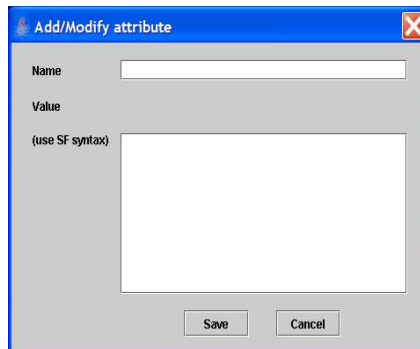 Add/Modify attribute
Name
Value
(use SF syntax)
Save Cancel